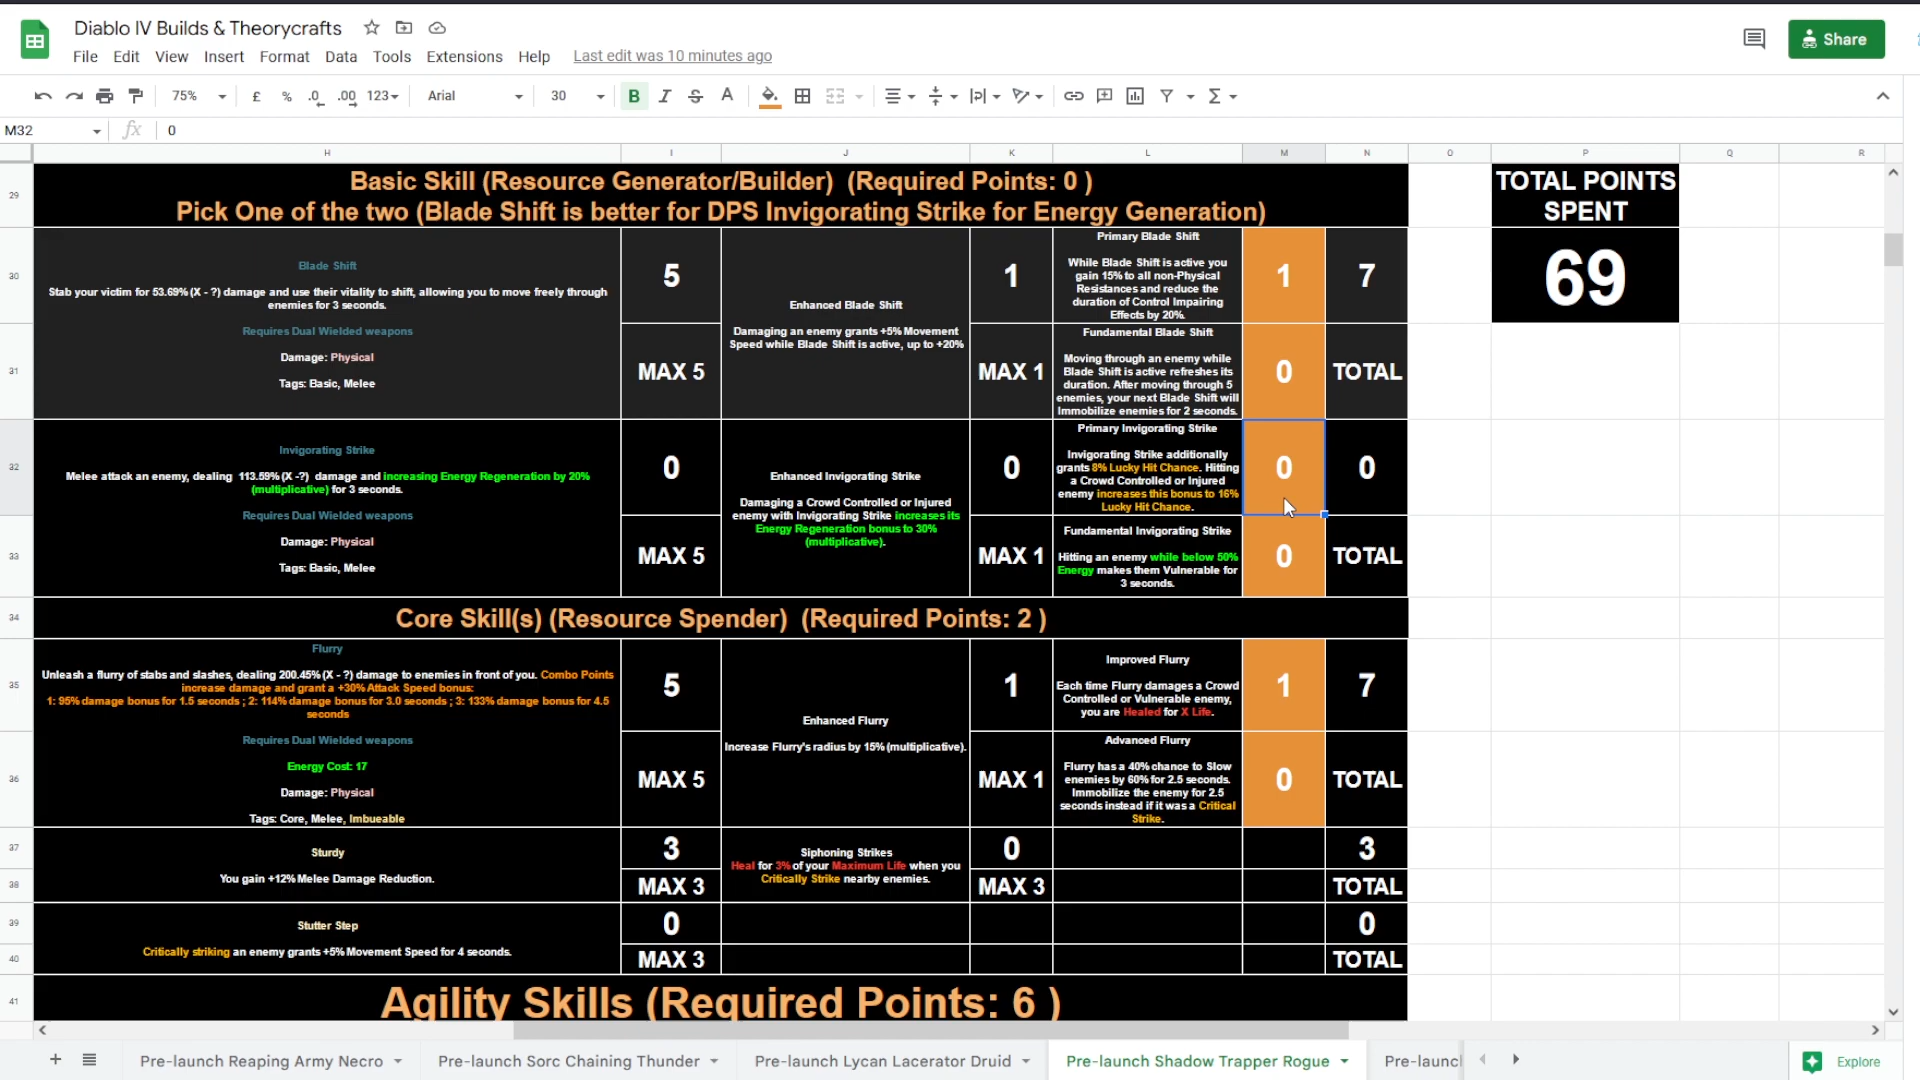 Diablo IV Builds & Theorycrafts
File Edit View Insert Format Data Tools Extensions Help Last edit was 10 minutes ago
Share
75% £ % .0 .00 123 Arial 30 B I S A Σ
M32 fx 0
H I J K L M N O P Q R
29
Basic Skill (Resource Generator/Builder) (Required Points: 0 )
Pick One of the two (Blade Shift is better for DPS Invigorating Strike for Energy Generation)
TOTAL POINTS
SPENT
69
30
Blade Shift
Stab your victim for 53.69% (X - ?) damage and use their vitality to shift, allowing you to move freely through
enemies for 3 seconds.
Requires Dual Wielded weapons
Damage: Physical
Tags: Basic, Melee
5
MAX 5
Enhanced Blade Shift
Damaging an enemy grants +5% Movement
Speed while Blade Shift is active, up to +20%
1
MAX 1
Primary Blade Shift
While Blade Shift is active you
gain 15% to all non-Physical
Resistances and reduce the
duration of Control Impairing
Effects by 20%.
1
7
31
Fundamental Blade Shift
Moving through an enemy while
Blade Shift is active refreshes its
duration. After moving through 5
enemies, your next Blade Shift will
Immobilize enemies for 2 seconds.
0
TOTAL
32
Invigorating Strike
Melee attack an enemy, dealing 113.59% (X -?) damage and increasing Energy Regeneration by 20%
(multiplicative) for 3 seconds.
Requires Dual Wielded weapons
Damage: Physical
Tags: Basic, Melee
0
MAX 5
Enhanced Invigorating Strike
Damaging a Crowd Controlled or Injured
enemy with Invigorating Strike increases its
Energy Regeneration bonus to 30%
(multiplicative).
0
MAX 1
Primary Invigorating Strike
Invigorating Strike additionally
grants 8% Lucky Hit Chance. Hitting
a Crowd Controlled or Injured
enemy increases this bonus to 16%
Lucky Hit Chance.
0
0
33
Fundamental Invigorating Strike
Hitting an enemy while below 50%
Energy makes them Vulnerable for
3 seconds.
0
TOTAL
34
Core Skill(s) (Resource Spender) (Required Points: 2 )
35
Flurry
Unleash a flurry of stabs and slashes, dealing 200.45% (X - ?) damage to enemies in front of you. Combo Points
increase damage and grant a +30% Attack Speed bonus:
1: 95% damage bonus for 1.5 seconds ; 2: 114% damage bonus for 3.0 seconds ; 3: 133% damage bonus for 4.5
seconds
Requires Dual Wielded weapons
Energy Cost: 17
Damage: Physical
Tags: Core, Melee, Imbueable
5
MAX 5
Enhanced Flurry
Increase Flurry's radius by 15% (multiplicative).
1
MAX 1
Improved Flurry
Each time Flurry damages a Crowd
Controlled or Vulnerable enemy,
you are Healed for X Life.
1
7
36
Advanced Flurry
Flurry has a 40% chance to Slow
enemies by 60% for 2.5 seconds.
Immobilize the enemy for 2.5
seconds instead if it was a Critical
Strike.
0
TOTAL
37
Sturdy
You gain +12% Melee Damage Reduction.
3
Siphoning Strikes
Heal for 3% of your Maximum Life when you
Critically Strike nearby enemies.
0
3
38
MAX 3
MAX 3
TOTAL
39
Stutter Step
Critically striking an enemy grants +5% Movement Speed for 4 seconds.
0
0
40
MAX 3
TOTAL
41
Agility Skills (Required Points: 6 )
Pre-launch Reaping Army Necro Pre-launch Sorc Chaining Thunder Pre-launch Lycan Lacerator Druid Pre-launch Shadow Trapper Rogue Pre-launc
Explore